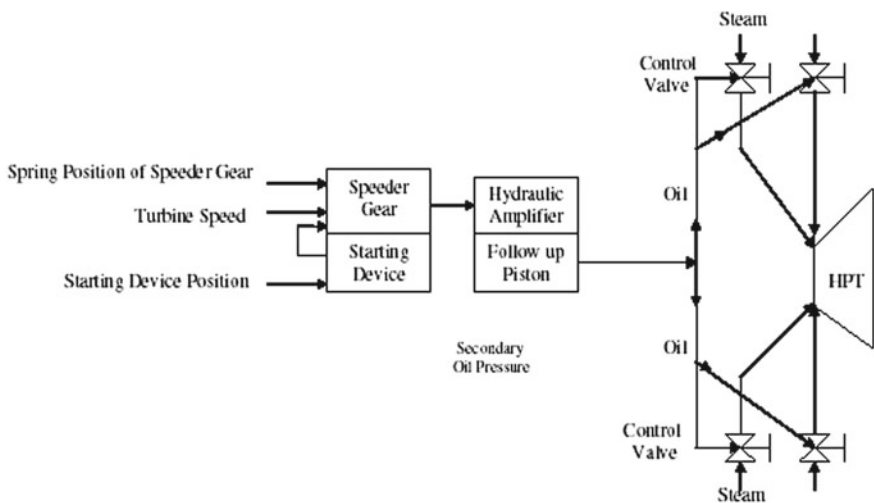 Steam
Control
Valve
Spring Position of Speeder Gear
Turbine Speed
Starting Device Position
Speeder
Gear
Starting
Device
Hydraulic
Amplifier
Follow up
Piston
Oil
HPT
Secondary
Oil Pressure
Oil
Control
Valve
Steam